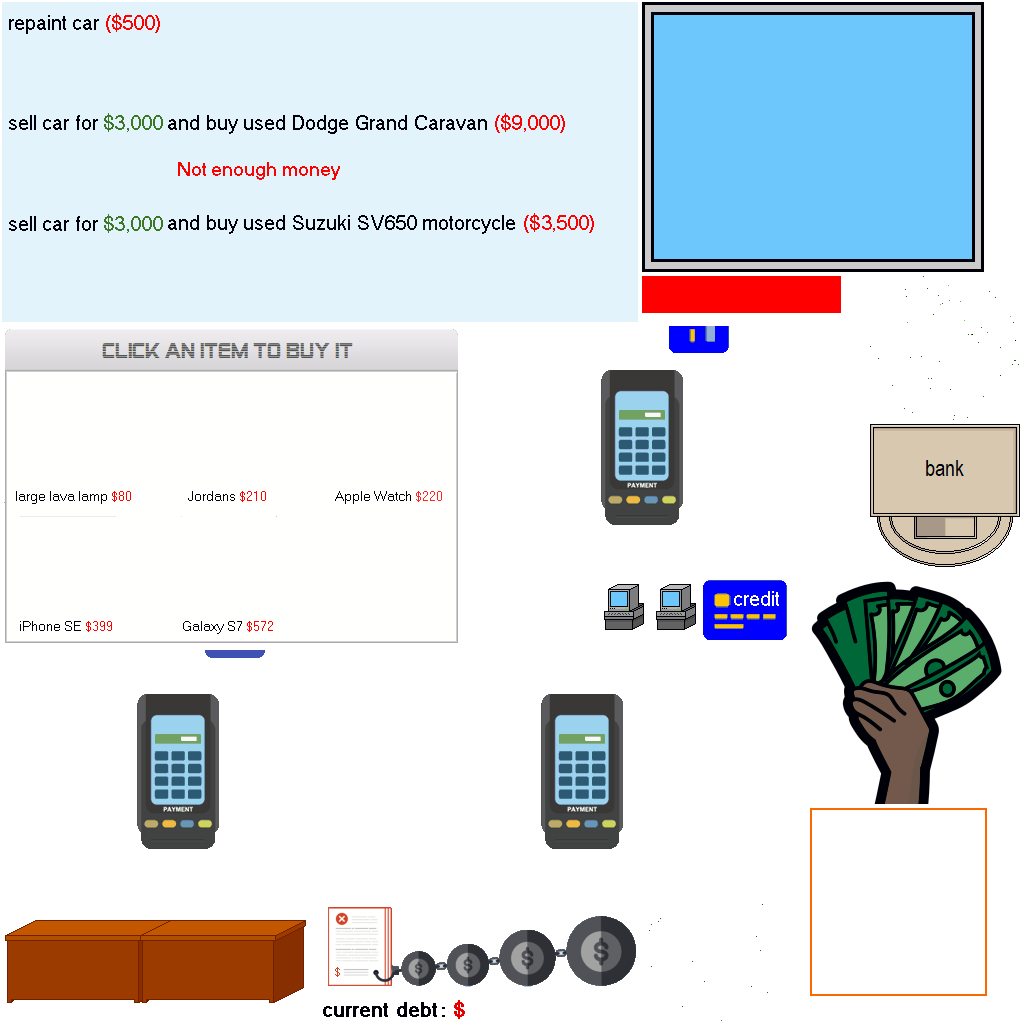 repaint car ($500)
sell car for $3,000 and buy used Dodge Grand Caravan ($9,000)
Not enough money
sell car for $3,000 and buy used Suzuki SV650 motorcycle ($3,500)
CLICK AN ITEM TO BUY IT
large lava lamp $80
Jordans $210
Apple Watch $220
iPhone SE $399
Galaxy S7 $572
PAYMENT
bank
credit
PAYMENT
PAYMENT
$
$
$
$
$
current debt: $